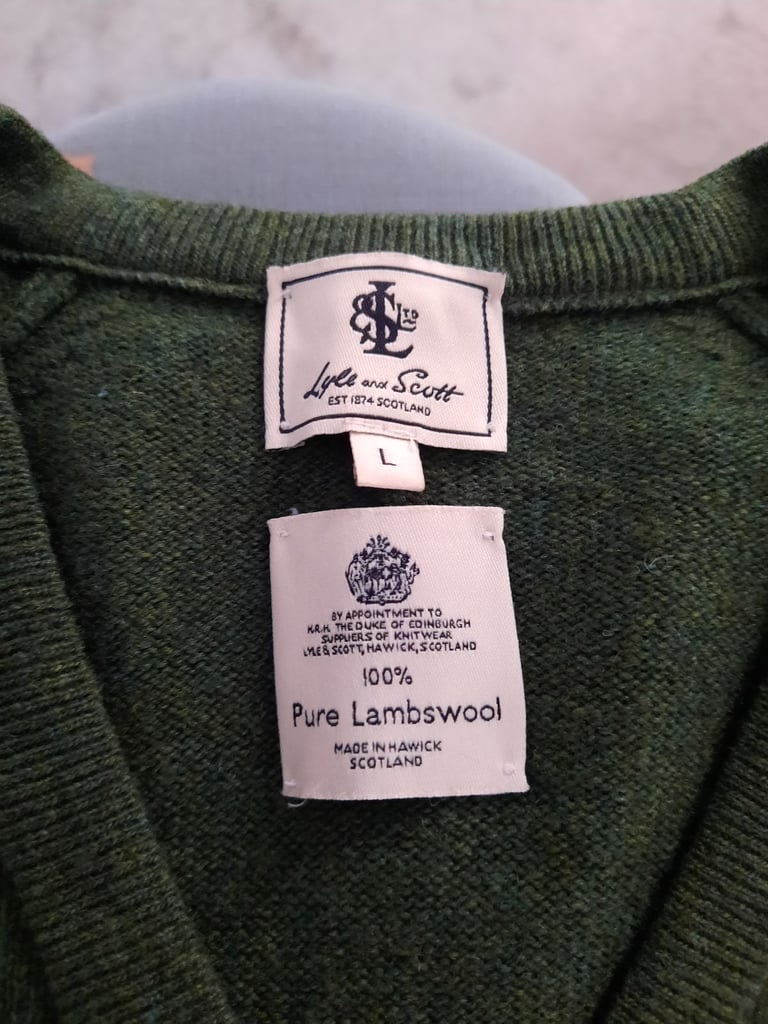 L&S LTD
Lyle and Scott
EST 1874 SCOTLAND
L
BY APPOINTMENT TO
H.R.H. THE DUKE OF EDINBURGH
SUPPLIERS OF KNITWEAR
LYLE & SCOTT, HAWICK, SCOTLAND
100%
Pure Lambswool
MADE IN HAWICK
SCOTLAND